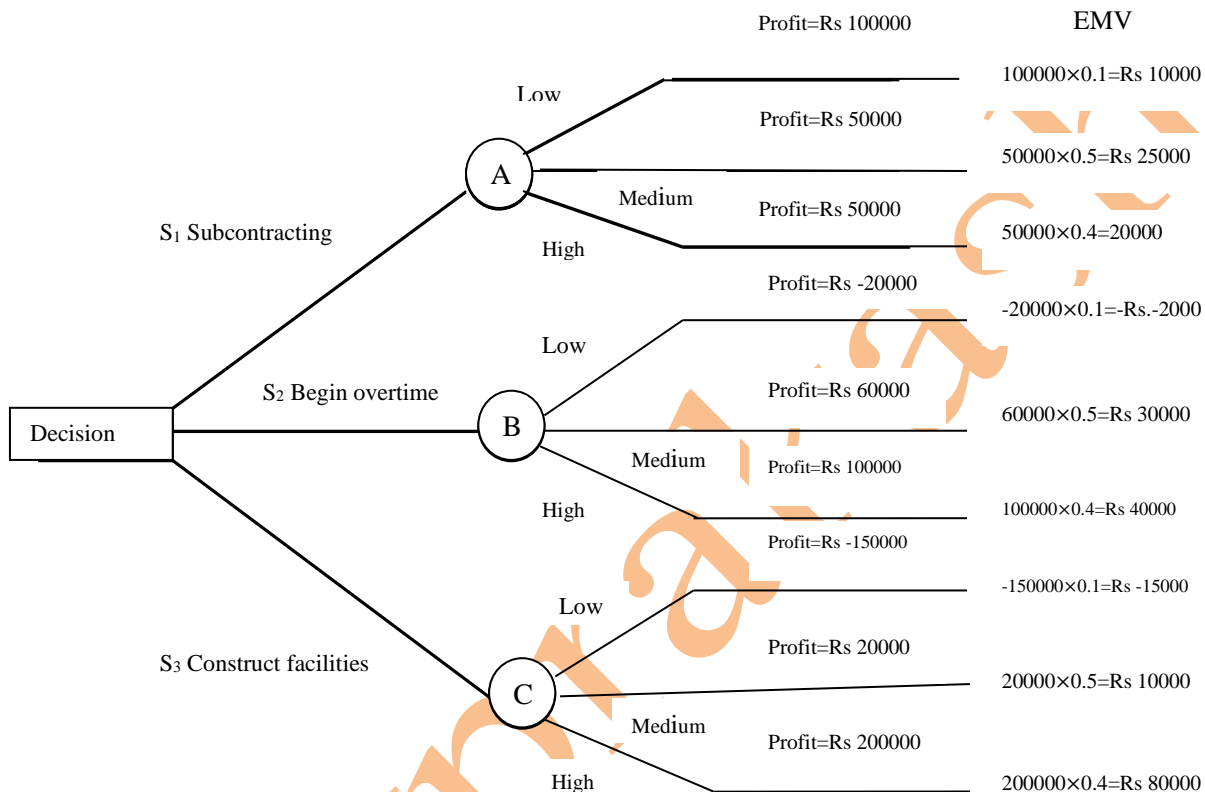 Profit=Rs 100000
EMV
100000×0.1=Rs 10000
Low
Profit=Rs 50000
50000×0.5=Rs 25000
A
Medium
Profit=Rs 50000
S₁ Subcontracting
High
50000×0.4=20000
Profit=Rs -20000
-20000×0.1=-Rs.-2000
Low
S₂ Begin overtime
Profit=Rs 60000
60000×0.5=Rs 30000
Decision
B
Medium
Profit=Rs 100000
High
100000×0.4=Rs 40000
Profit=Rs -150000
-150000×0.1=Rs -15000
Low
S₃ Construct facilities
Profit=Rs 20000
20000×0.5=Rs 10000
C
Medium
Profit=Rs 200000
High
200000×0.4=Rs 80000